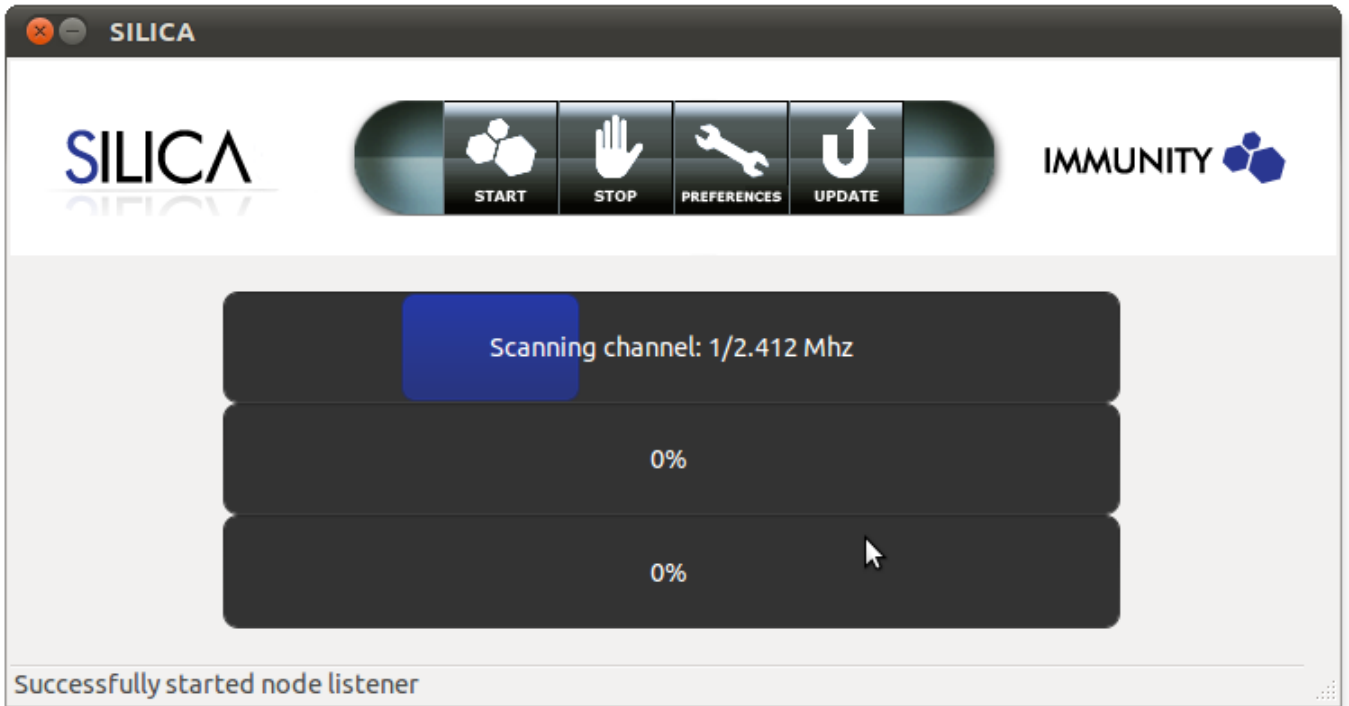 SILICA
SILICA
START STOP PREFERENCES UPDATE
IMMUNITY
Scanning channel: 1/2.412 Mhz
0%
0%
Successfully started node listener